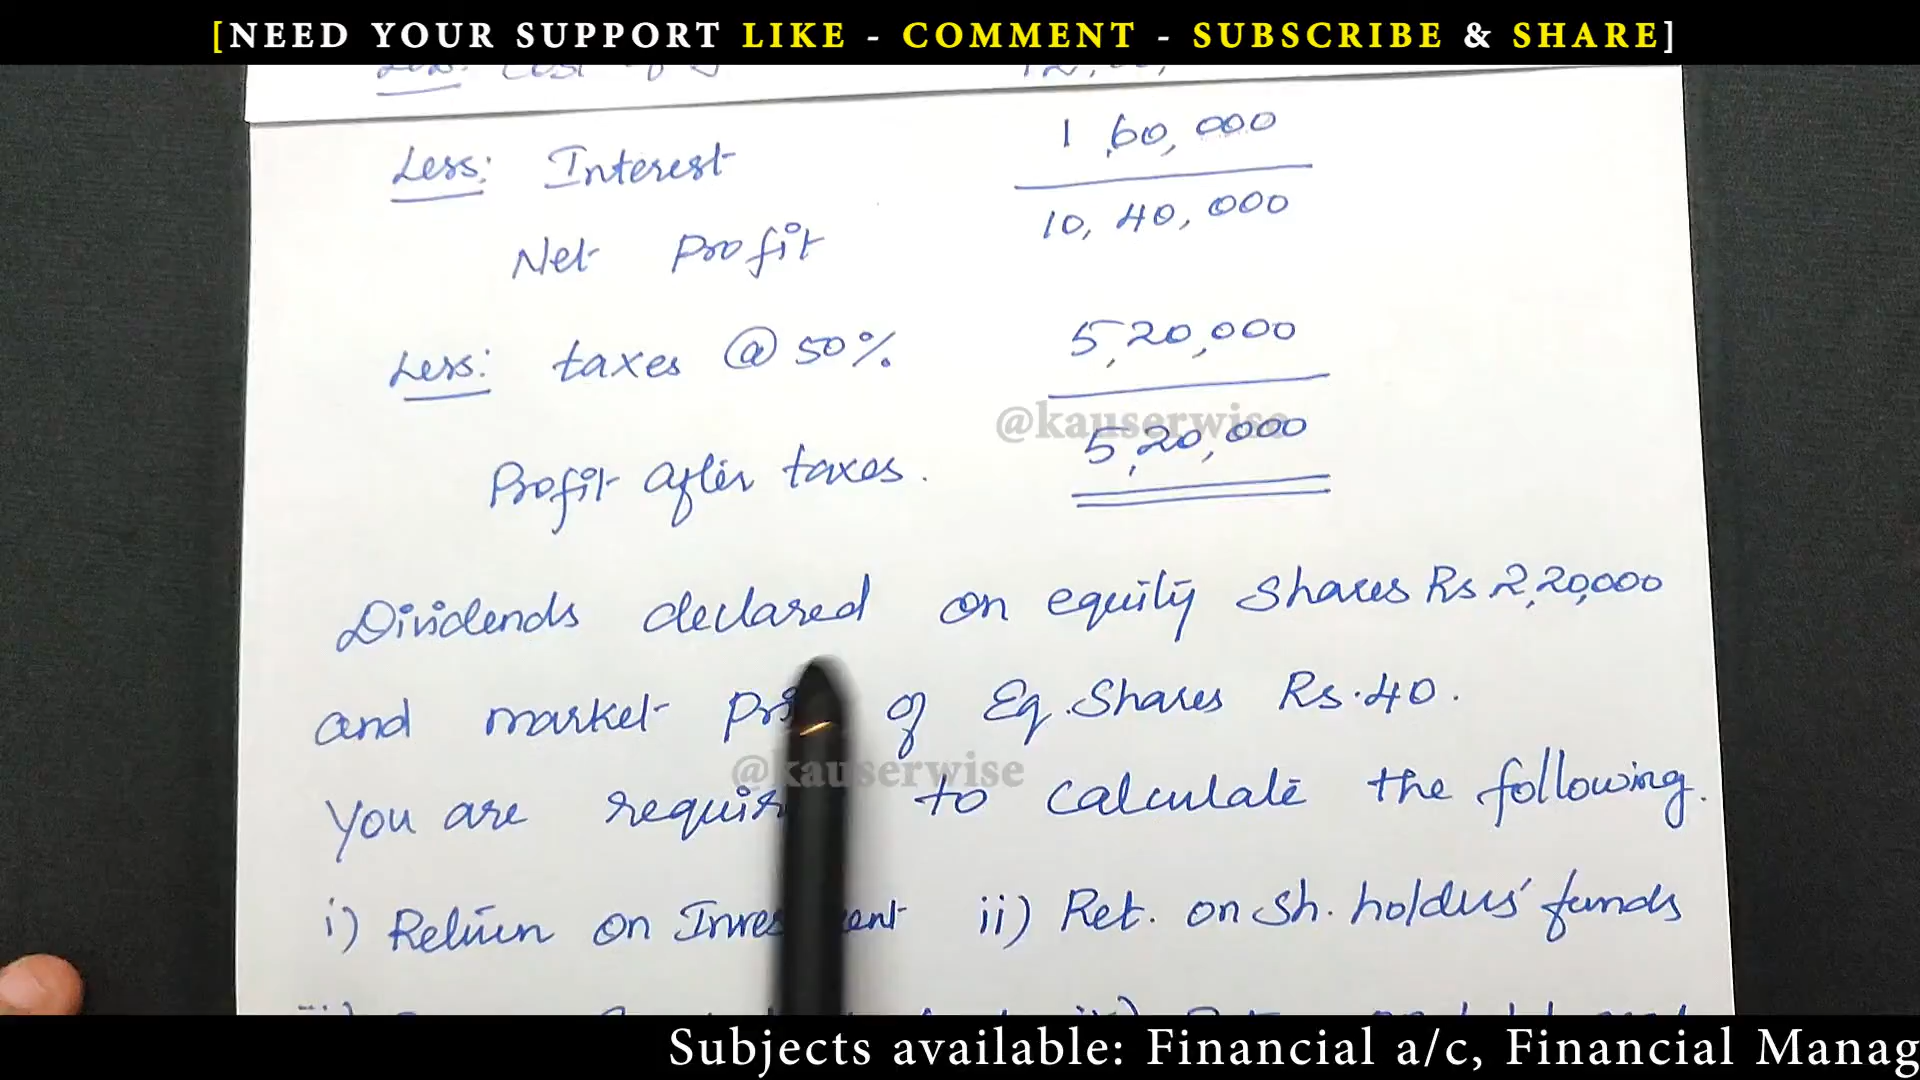 [NEED YOUR SUPPORT LIKE - COMMENT - SUBSCRIBE & SHARE]
Less: Interest 1,60,000
Net Profit 10,40,000
Less: taxes @ 50% 5,20,000
@kauserwise
Profit after taxes. 5,20,000
Dividends declared on equity shares Rs 2,20,000
and market of Eq. Shares Rs. 40.
@kauserwise
You are to calculate the following.
i) Return on ii) Ret. on Sh. holders' funds
Subjects available: Financial a/c, Financial Manag